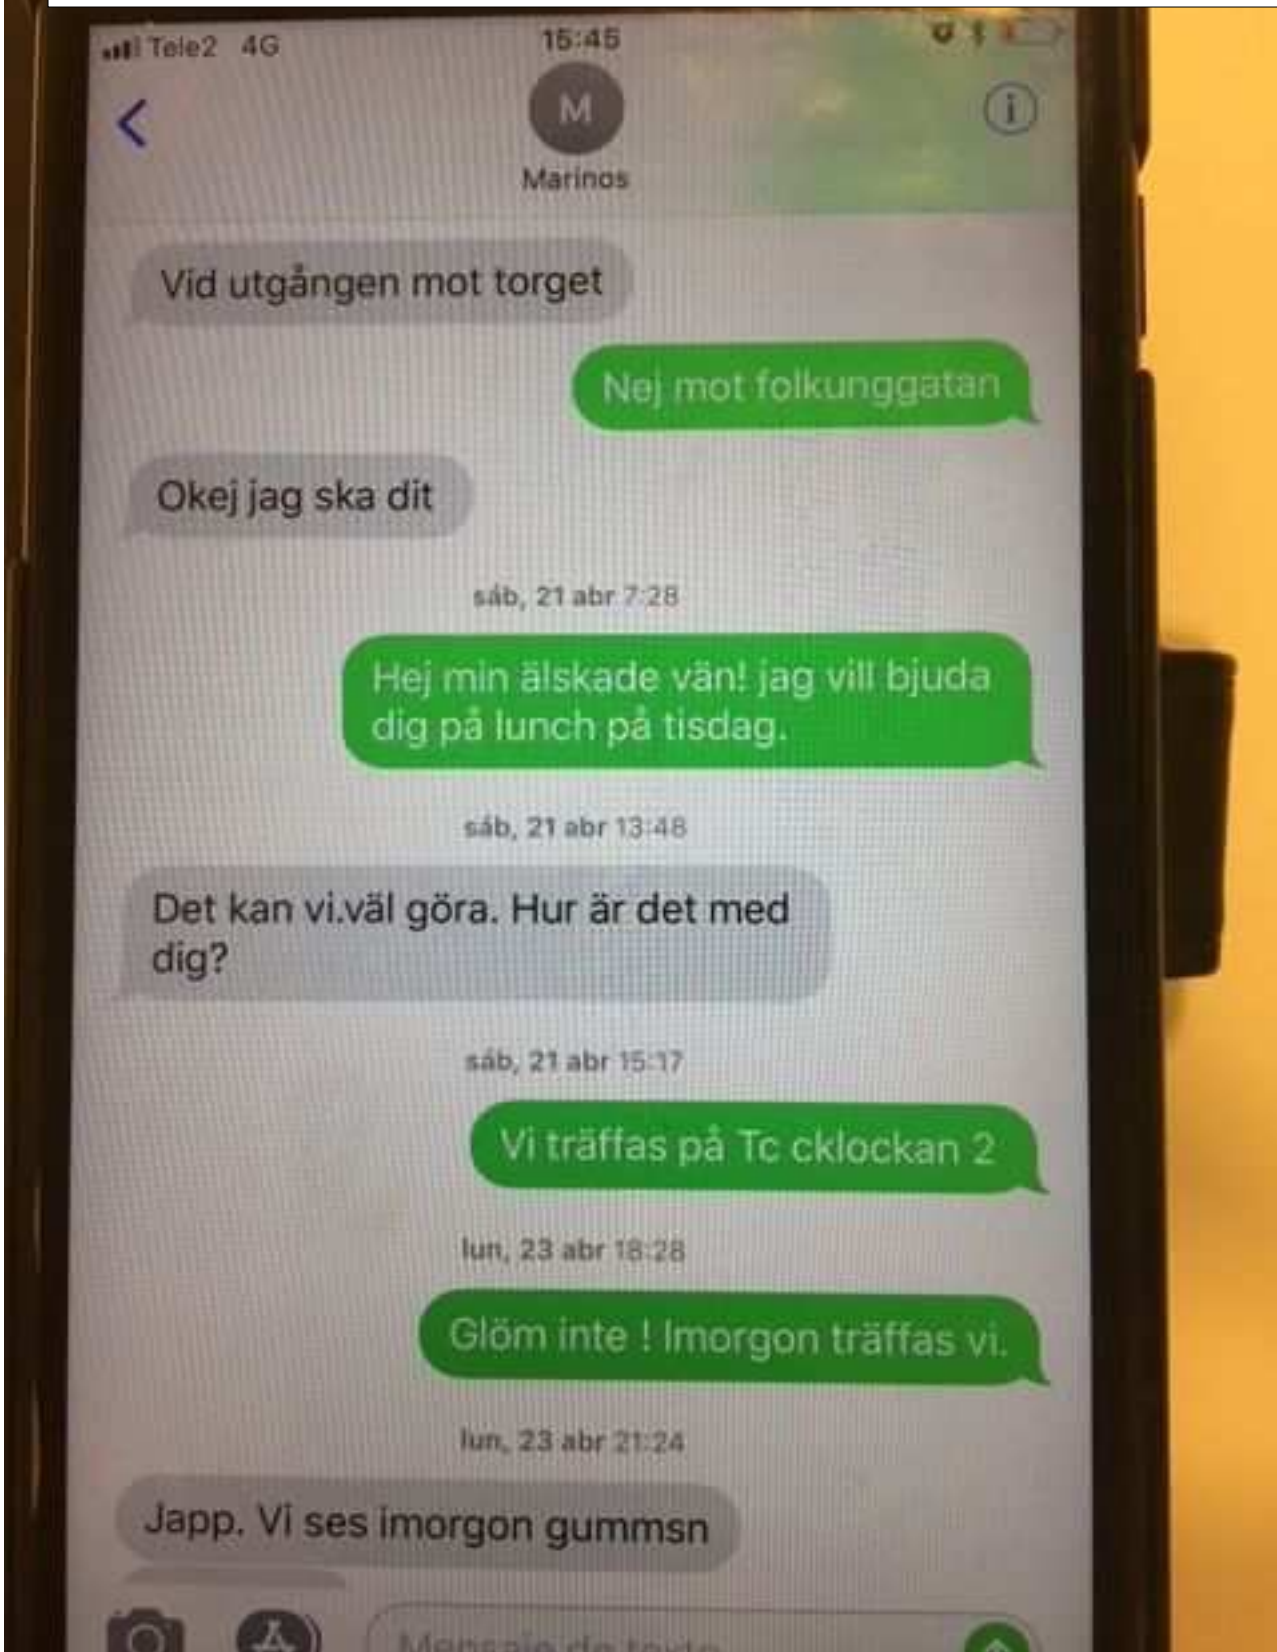 Tele2 4G
15:45
M
Marinos
Vid utgången mot torget
Nej mot folkunggatan
Okej jag ska dit
sáb, 21 abr 7:28
Hej min älskade vän! jag vill bjuda
dig på lunch på tisdag.
sáb, 21 abr 13:48
Det kan vi.väl göra. Hur är det med
dig?
sáb, 21 abr 15:17
Vi träffas på Tc cklockan 2
lun, 23 abr 18:28
Glöm inte ! Imorgon träffas vi.
lun, 23 abr 21:24
Japp. Vi ses imorgon gummsn
Mensaje de texto